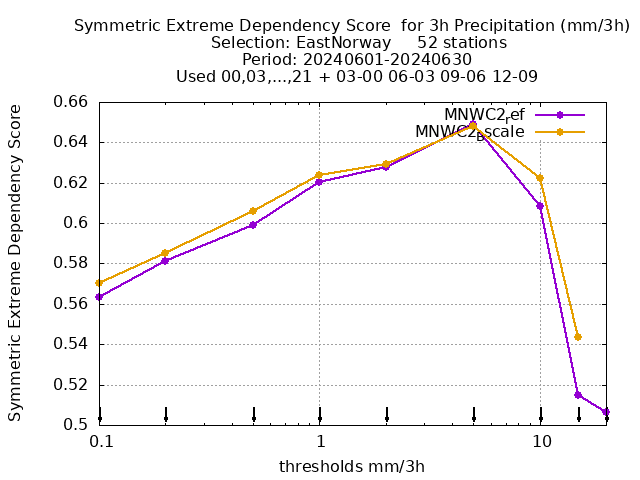 Symmetric Extreme Dependency Score  for 3h Precipitation (mm/3h)
Selection: EastNorway     52 stations
Period: 20240601-20240630
Used 00,03,...,21 + 03-00 06-03 09-06 12-09
Symmetric Extreme Dependency Score
0.66
0.64
0.62
0.6
0.58
0.56
0.54
0.52
0.5
MNWC2ref
MNWC2Bscale
0.1
1
10
thresholds mm/3h